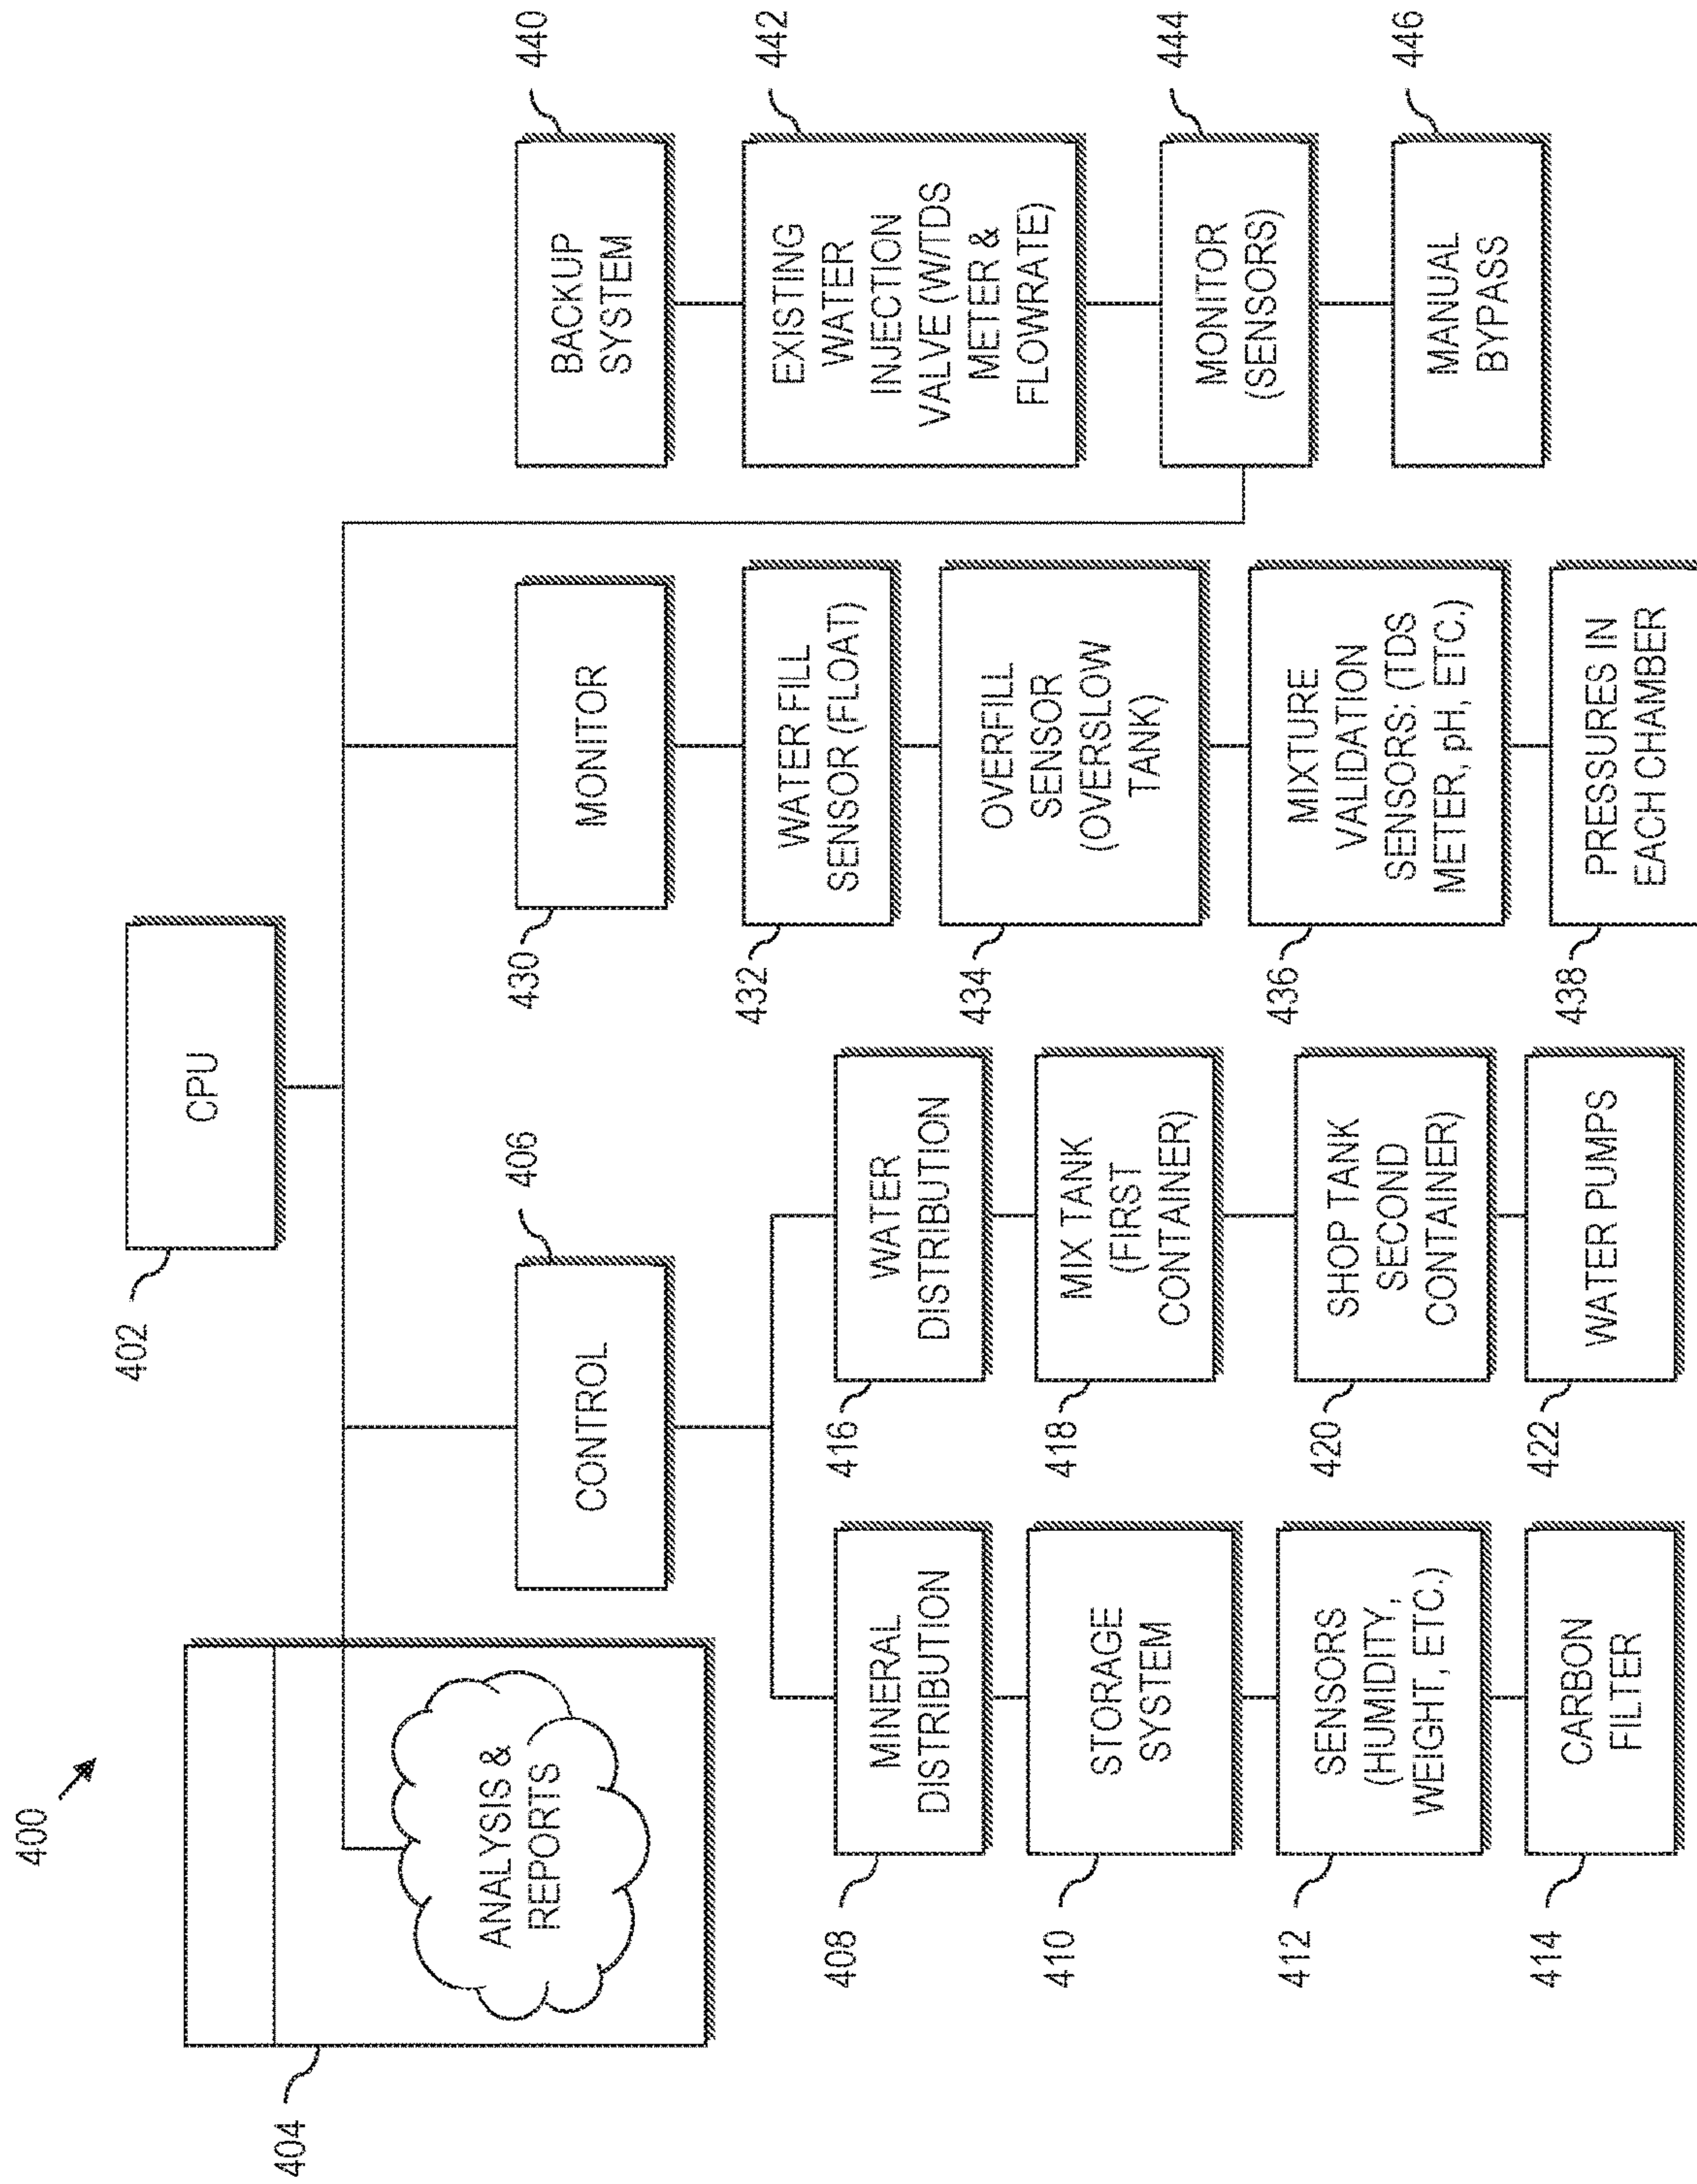 400
402
CPU
404
ANALYSIS &
REPORTS
406
CONTROL
430
MONITOR
440
BACKUP
SYSTEM
408
MINERAL
DISTRIBUTION
410
STORAGE
SYSTEM
412
SENSORS
(HUMIDITY,
WEIGHT, ETC.)
414
CARBON
FILTER
416
WATER
DISTRIBUTION
418
MIX TANK
(FIRST
CONTAINER)
420
SHOP TANK
SECOND
CONTAINER)
422
WATER PUMPS
432
WATER FILL
SENSOR (FLOAT)
434
OVERFILL
SENSOR
(OVERSLOW
TANK)
436
MIXTURE
VALIDATION
SENSORS: (TDS
METER, pH, ETC.)
438
PRESSURES IN
EACH CHAMBER
442
EXISTING
WATER
INJECTION
VALVE (W/TDS
METER &
FLOWRATE)
444
MONITOR
(SENSORS)
446
MANUAL
BYPASS